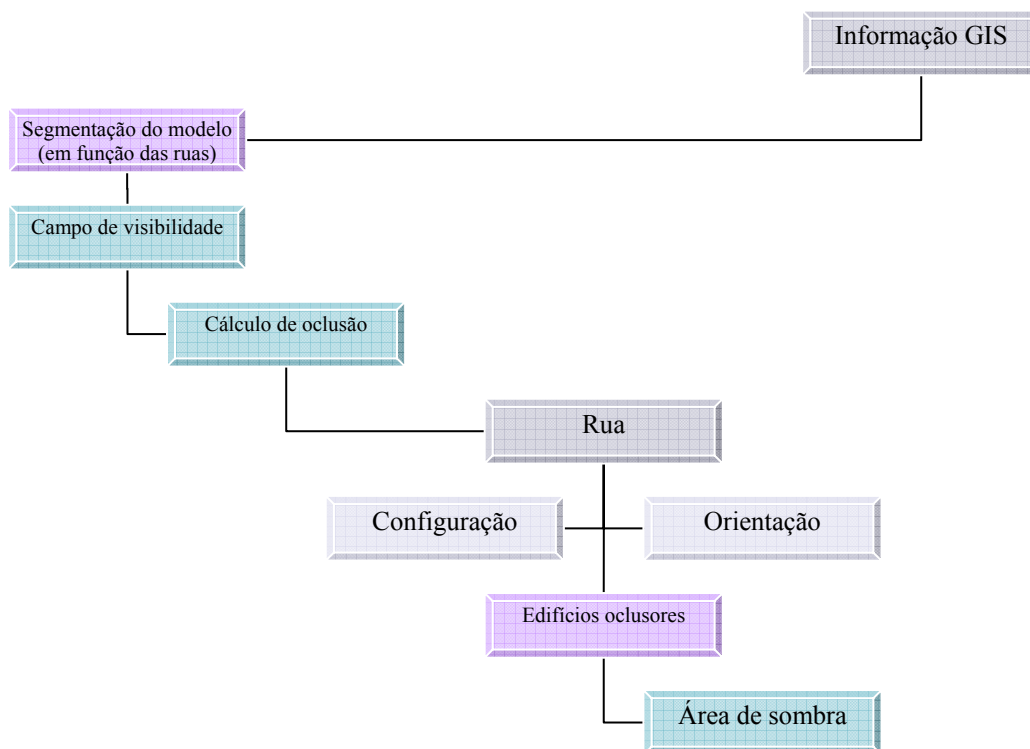 Informação GIS
Segmentação do modelo
(em função das ruas)
Campo de visibilidade
Cálculo de oclusão
Rua
Configuração
Orientação
Edifícios oclusores
Área de sombra